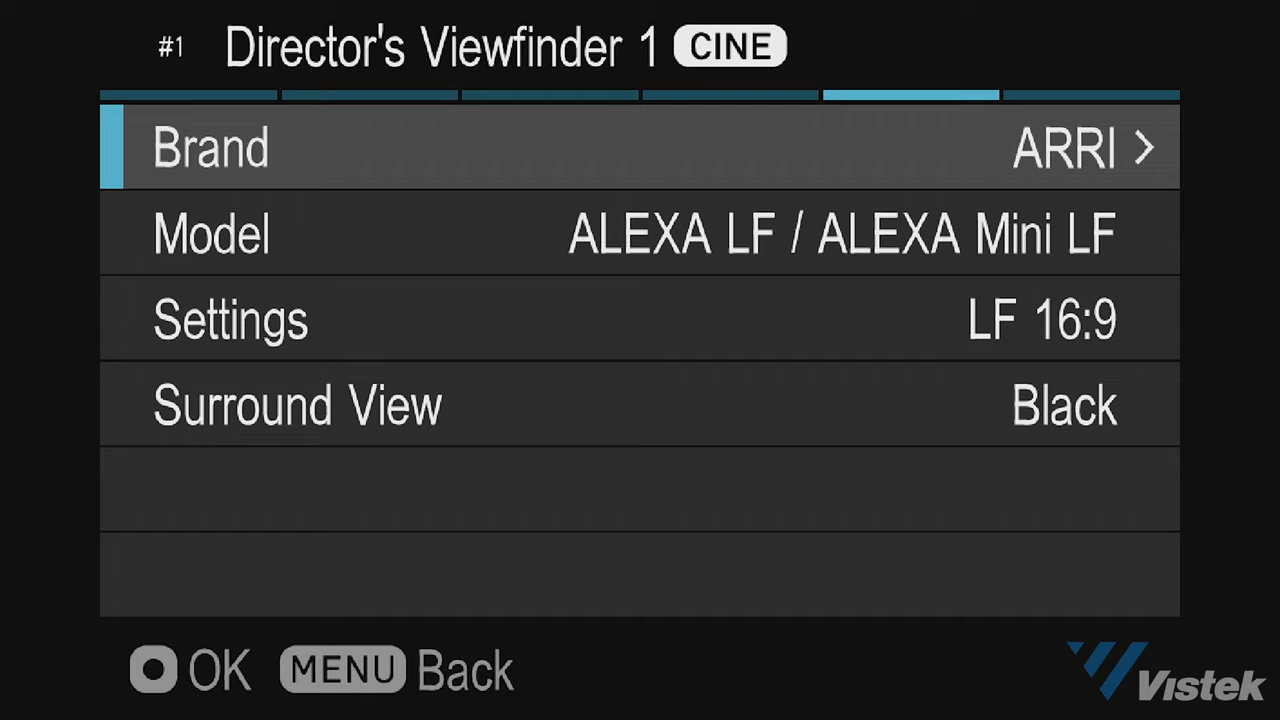 #1 Director's Viewfinder 1 CINE
Brand ARRI >
Model ALEXA LF / ALEXA Mini LF
Settings LF 16:9
Surround View Black
OK MENU Back
Vistek